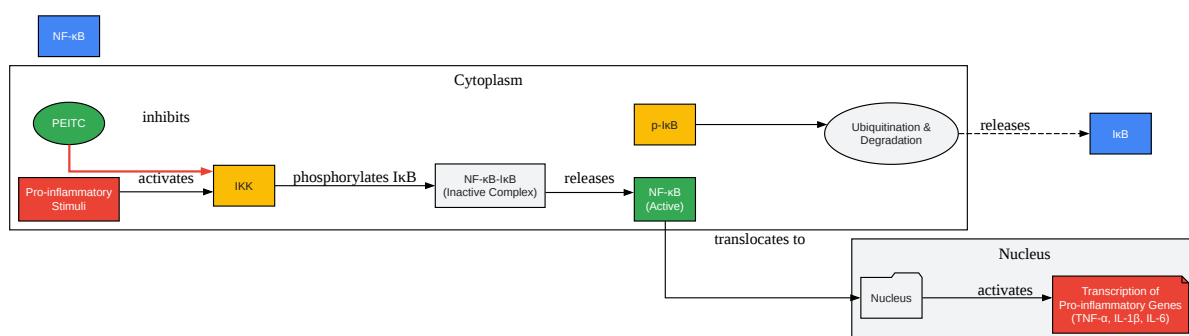 NF-κB
Cytoplasm
PEITC
inhibits
p-IκB
Ubiquitination &
Degradation
releases
IκB
Pro-inflammatory
Stimuli
activates
IKK
phosphorylates IκB
NF-κB-IκB
(Inactive Complex)
releases
NF-κB
(Active)
translocates to
Nucleus
Nucleus
activates
Transcription of
Pro-inflammatory Genes
(TNF-α, IL-1β, IL-6)